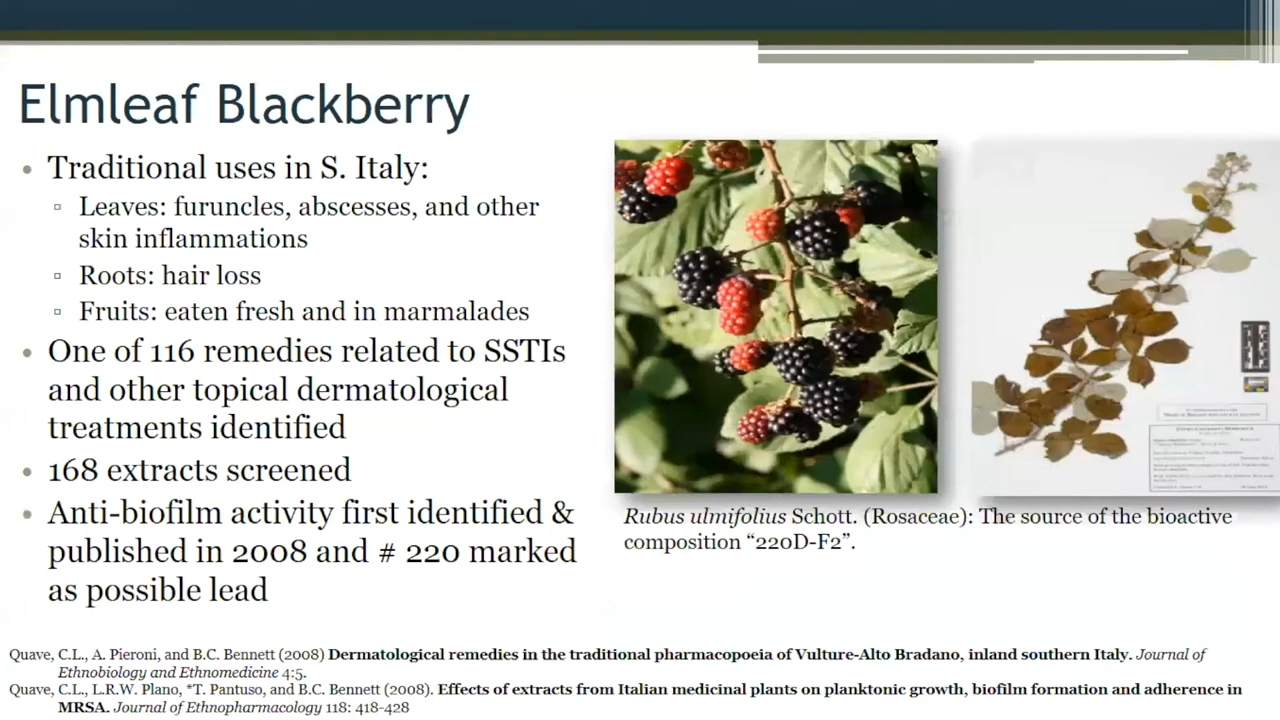 Elmleaf Blackberry
• Traditional uses in S. Italy:
▫ Leaves: furuncles, abscesses, and other
skin inflammations
▫ Roots: hair loss
▫ Fruits: eaten fresh and in marmalades
• One of 116 remedies related to SSTIs
and other topical dermatological
treatments identified
• 168 extracts screened
• Anti-biofilm activity first identified &
published in 2008 and # 220 marked
as possible lead
Rubus ulmifolius Schott. (Rosaceae): The source of the bioactive
composition “220D-F2”.
Quave, C.L., A. Pieroni, and B.C. Bennett (2008) Dermatological remedies in the traditional pharmacopoeia of Vulture-Alto Bradano, inland southern Italy. Journal of
Ethnobiology and Ethnomedicine 4:5.
Quave, C.L., L.R.W. Plano, *T. Pantuso, and B.C. Bennett (2008). Effects of extracts from Italian medicinal plants on planktonic growth, biofilm formation and adherence in
MRSA. Journal of Ethnopharmacology 118: 418-428